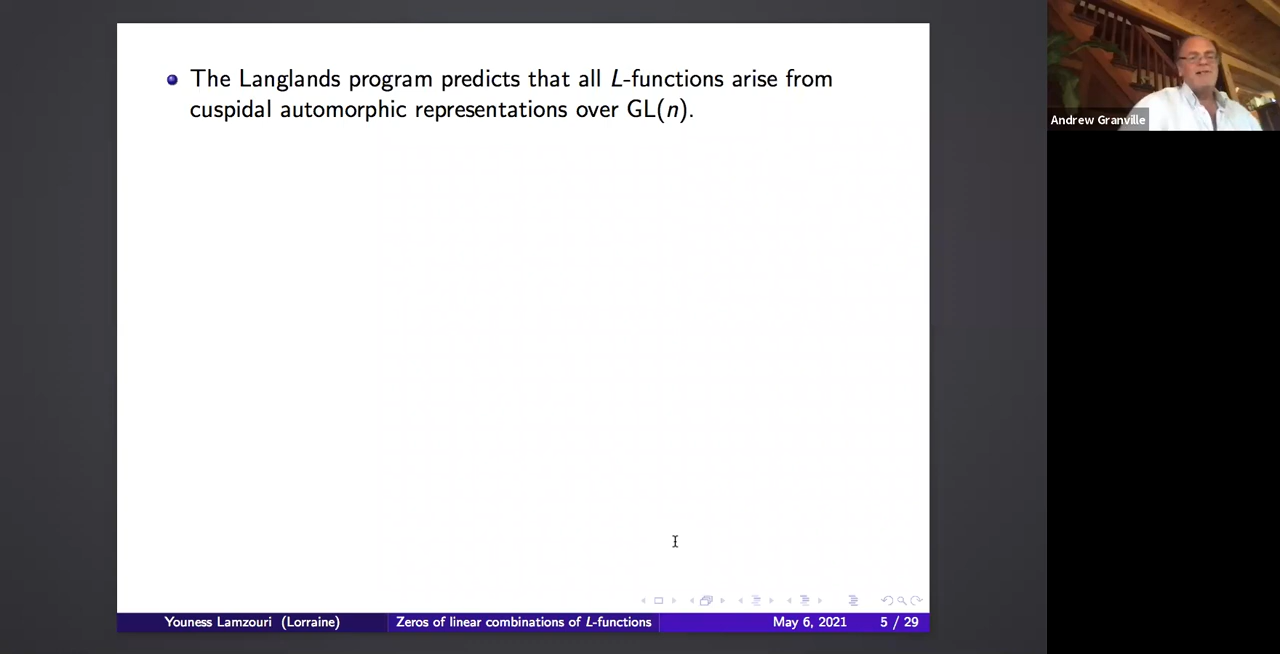 The Langlands program predicts that all L-functions arise from
cuspidal automorphic representations over GL(n).
Andrew Granville
Youness Lamzouri (Lorraine) Zeros of linear combinations of L-functions May 6, 2021 5 / 29